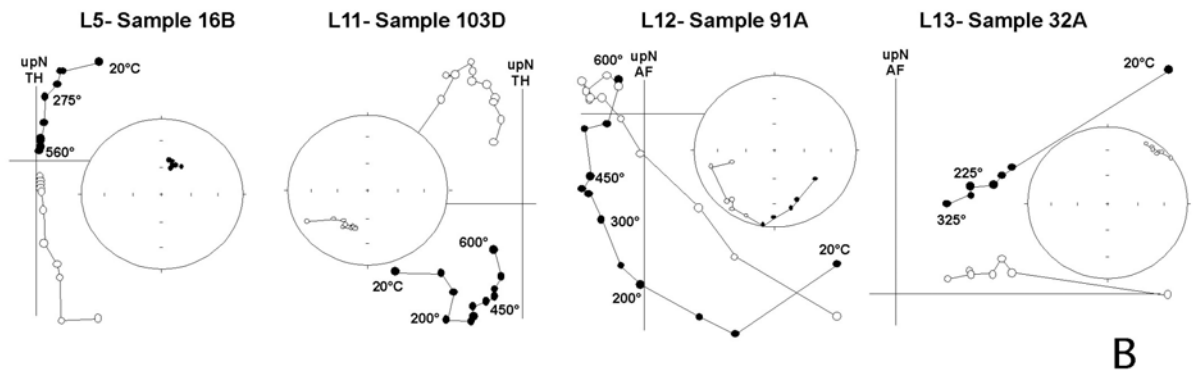 L5- Sample 16B
upN
TH
20°C
275°
560°
L11- Sample 103D
upN
TH
20°C
200°
600°
450°
L12- Sample 91A
upN
AF
600°
450°
300°
200°
20°C
L13- Sample 32A
upN
AF
20°C
225°
325°
B